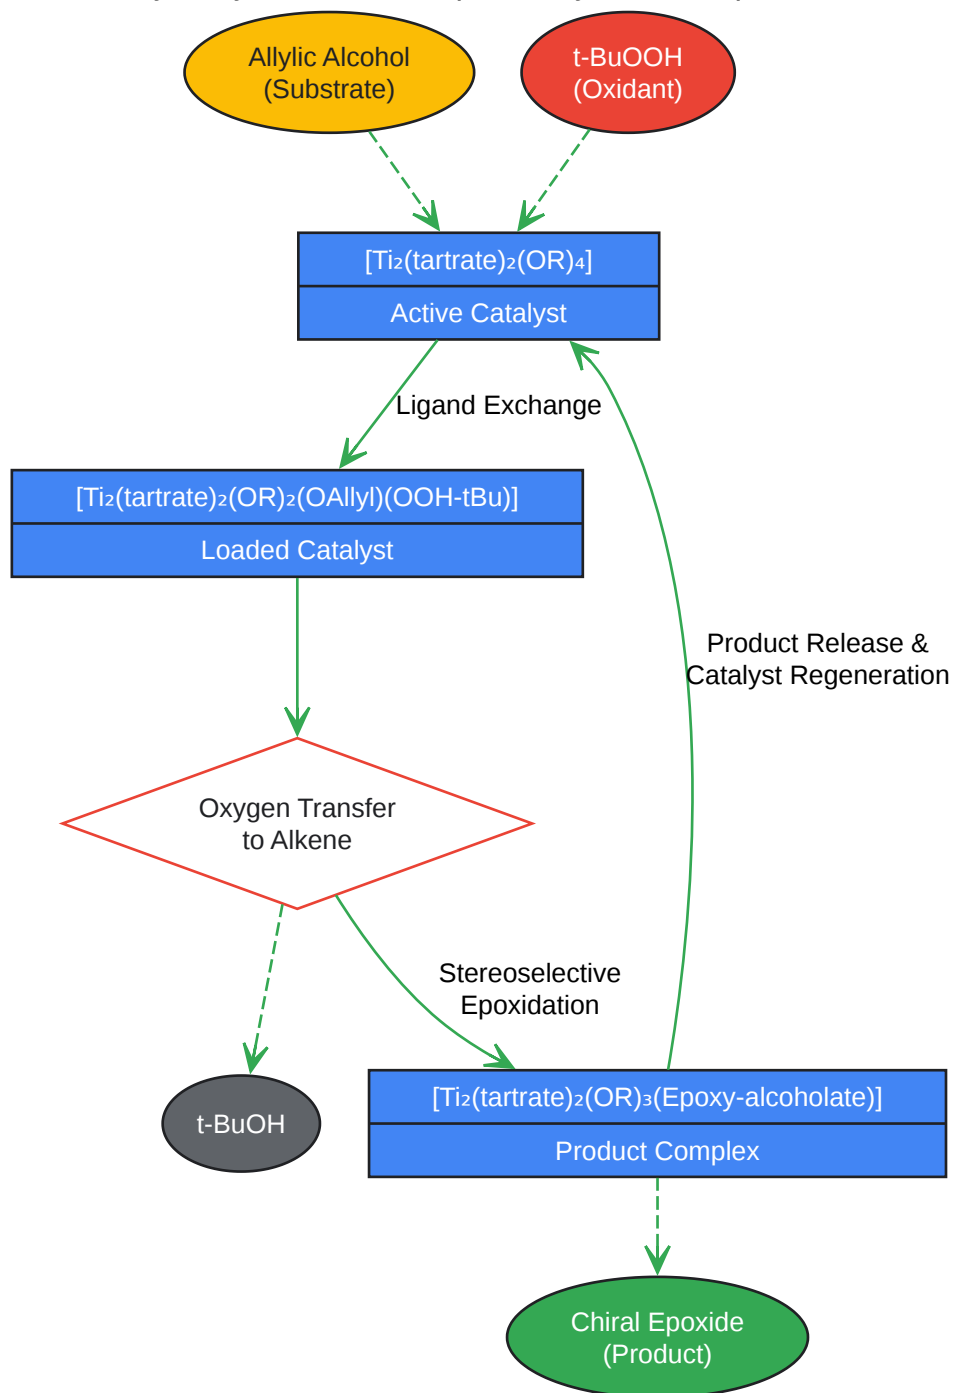 Allylic Alcohol
(Substrate)
t-BuOOH
(Oxidant)
[Ti₂(tartrate)₂(OR)₄]
Active Catalyst
Ligand Exchange
[Ti₂(tartrate)₂(OR)₂(OAllyl)(OOH-tBu)]
Loaded Catalyst
Product Release &
Catalyst Regeneration
Oxygen Transfer
to Alkene
Stereoselective
Epoxidation
[Ti₂(tartrate)₂(OR)₃(Epoxy-alcoholate)]
Product Complex
t-BuOH
Chiral Epoxide
(Product)